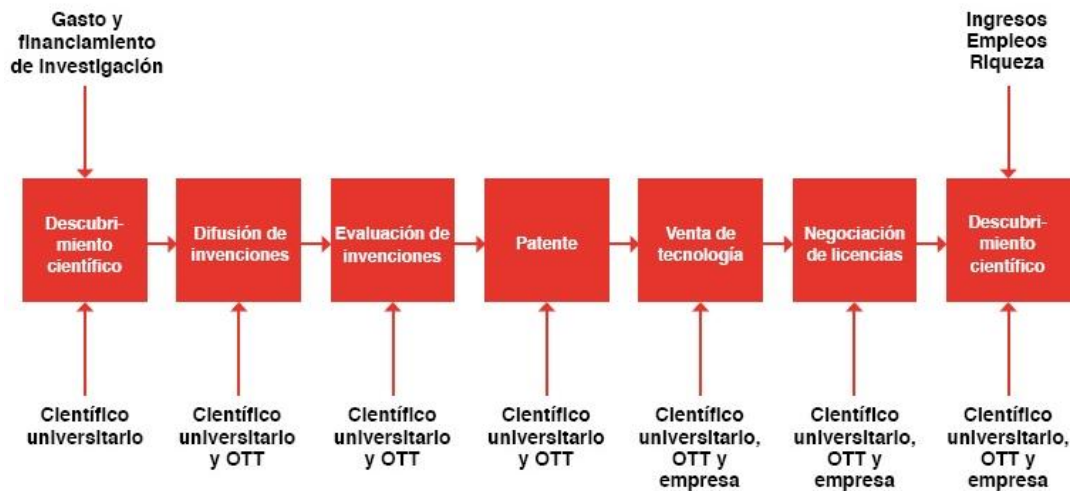 Gasto y
financiamiento
de investigación
Ingresos
Empleos
Riqueza
Descubri-
miento
científico
Difusión de
invenciones
Evaluación de
invenciones
Patente
Venta de
tecnología
Negociación
de licencias
Descubri-
miento
científico
Científico
universitario
Científico
universitario
y OTT
Científico
universitario
y OTT
Científico
universitario
y OTT
Científico
universitario,
OTT y
empresa
Científico
universitario,
OTT y
empresa
Científico
universitario,
OTT y
empresa